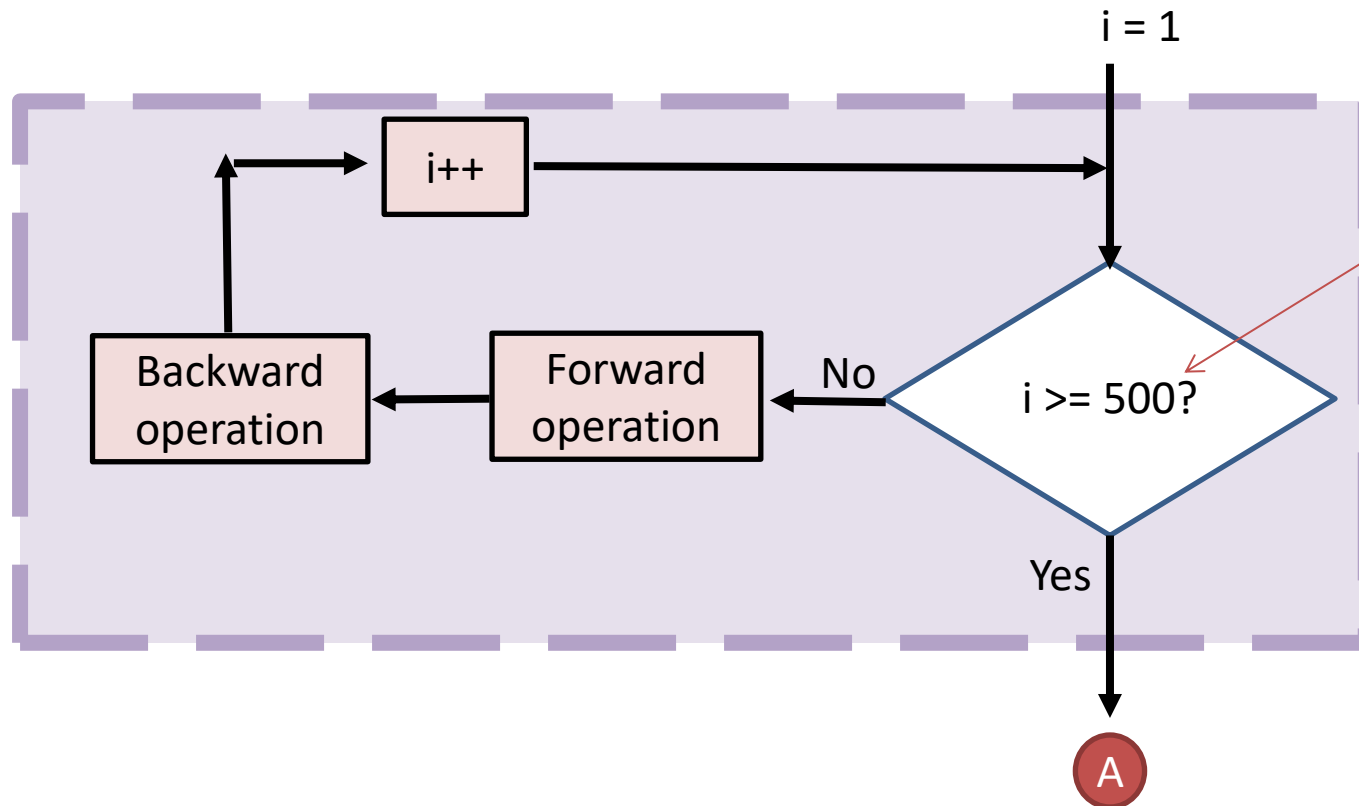 i = 1
i++
Backward
operation
Forward
operation
No
i >= 500?
Yes
A